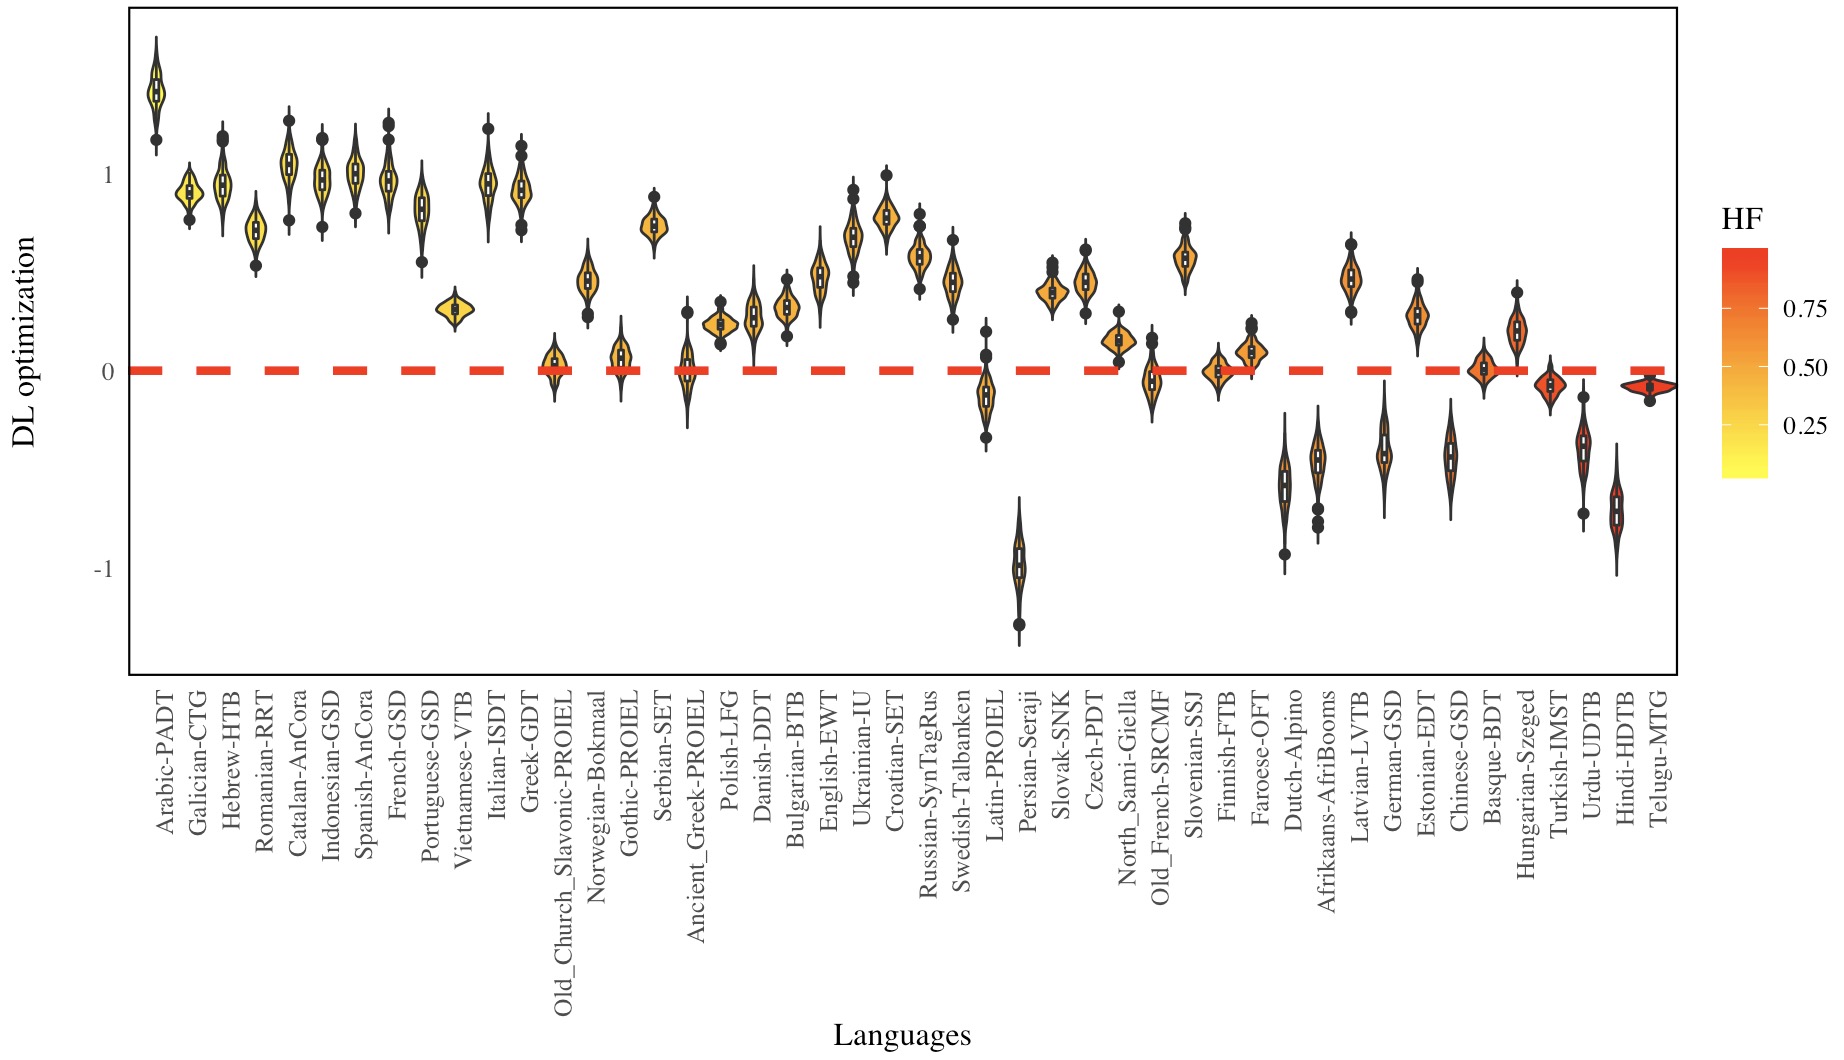 DL optimization
1
0
-1
HF
0.75
0.50
0.25
Arabic-PADT
Galician-CTG
Hebrew-HTB
Romanian-RRT
Catalan-AnCora
Indonesian-GSD
Spanish-AnCora
French-GSD
Portuguese-GSD
Vietnamese-VTB
Italian-ISDT
Greek-GDT
Old_Church_Slavonic-PROIEL
Norwegian-Bokmaal
Gothic-PROIEL
Serbian-SET
Ancient_Greek-PROIEL
Polish-LFG
Danish-DDT
Bulgarian-BTB
English-EWT
Ukrainian-IU
Croatian-SET
Russian-SynTagRus
Swedish-Talbanken
Latin-PROIEL
Persian-Seraji
Slovak-SNK
Czech-PDT
North_Sami-Giella
Old_French-SRCMF
Slovenian-SSJ
Finnish-FTB
Faroese-OFT
Dutch-Alpino
Afrikaans-AfriBooms
Latvian-LVTB
German-GSD
Estonian-EDT
Chinese-GSD
Basque-BDT
Hungarian-Szeged
Turkish-IMST
Urdu-UDTB
Hindi-HDTB
Telugu-MTG
Languages